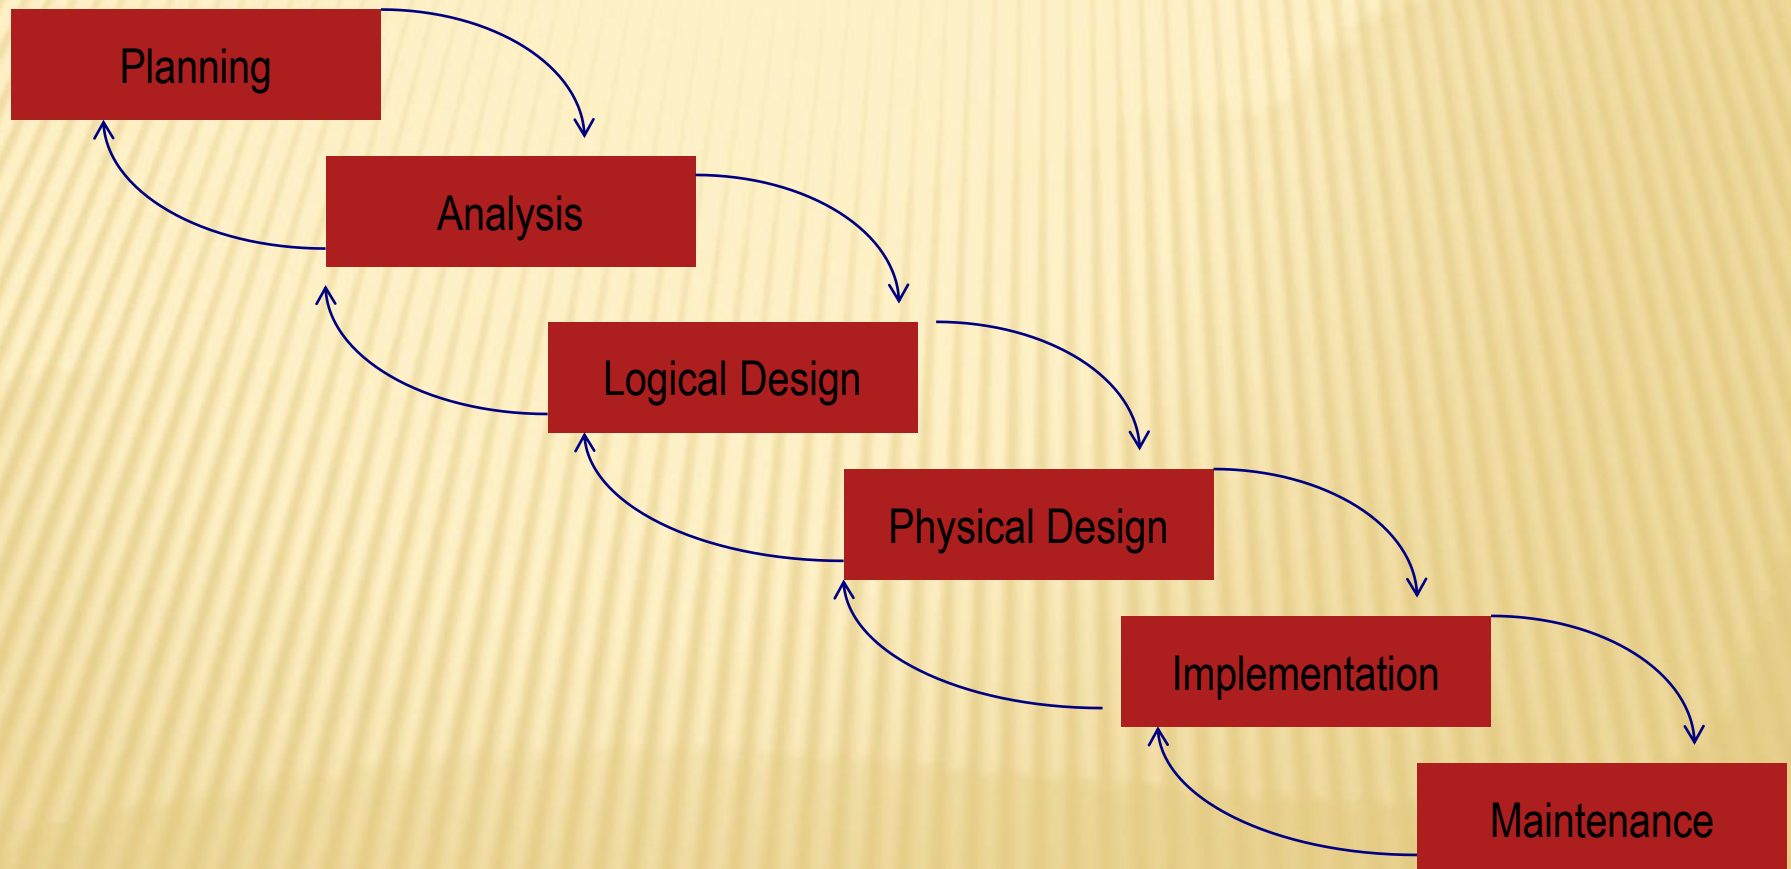 Planning
Analysis
Logical Design
Physical Design
Implementation
Maintenance